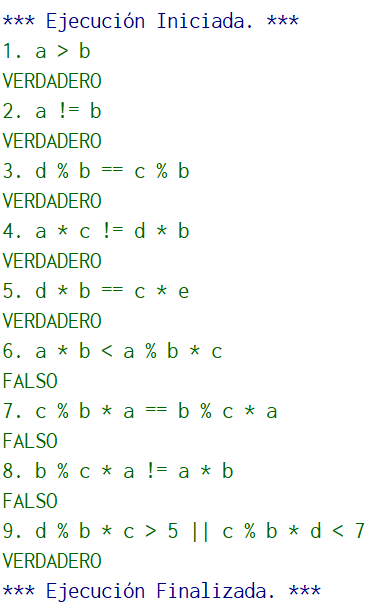 *** Ejecución Iniciada. ***
1. a > b
VERDADERO
2. a != b
VERDADERO
3. d % b == c % b
VERDADERO
4. a * c != d * b
VERDADERO
5. d * b == c * e
VERDADERO
6. a * b < a % b * c
FALSO
7. c % b * a == b % c * a
FALSO
8. b % c * a != a * b
FALSO
9. d % b * c > 5 || c % b * d < 7
VERDADERO
*** Ejecución Finalizada. ***